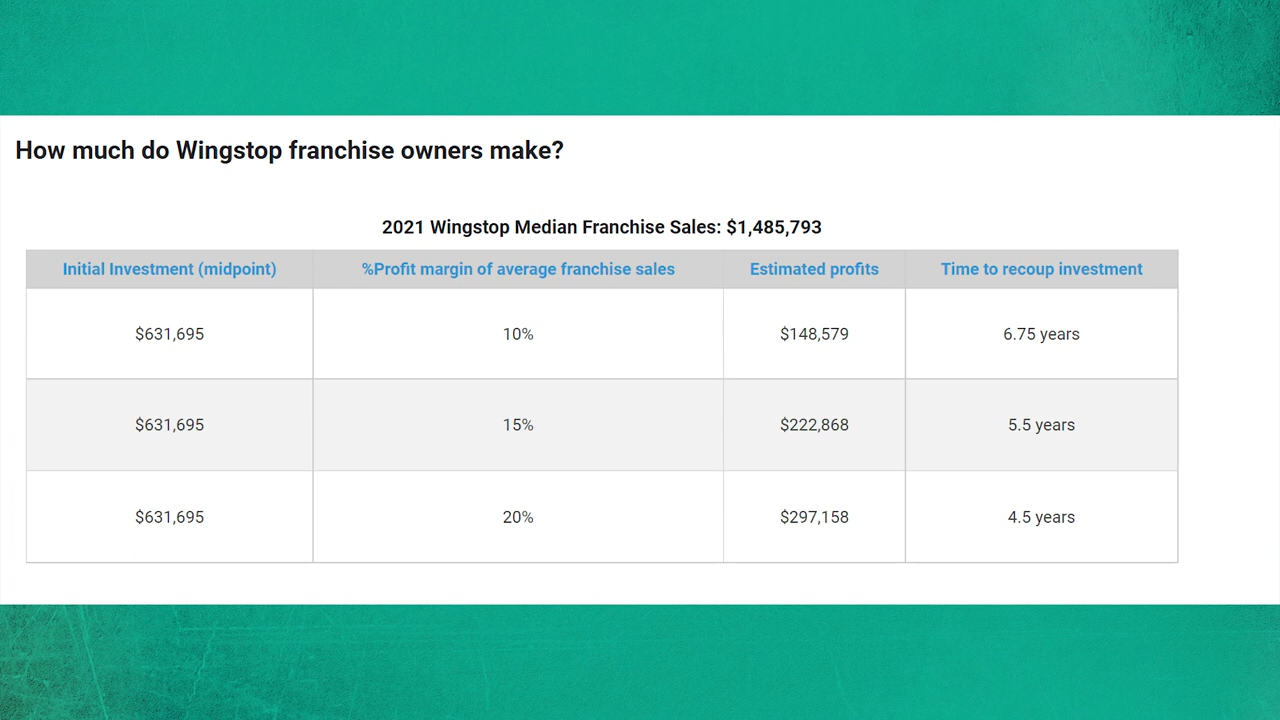 How much do Wingstop franchise owners make?
2021 Wingstop Median Franchise Sales: $1,485,793
Initial Investment (midpoint) %Profit margin of average franchise sales Estimated profits Time to recoup investment
$631,695 10% $148,579 6.75 years
$631,695 15% $222,868 5.5 years
$631,695 20% $297,158 4.5 years